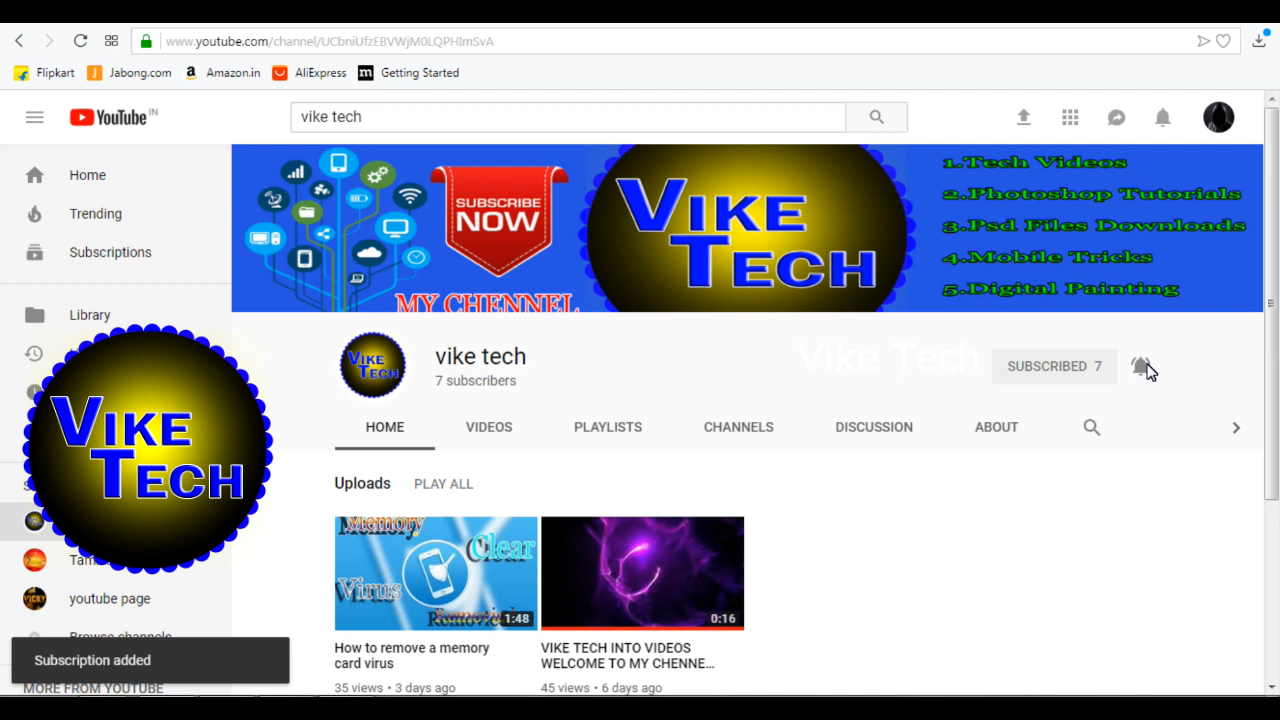 www.youtube.com/channel/UCbniUfzEBVWjM0LQPHImSvA
Flipkart
Jabong.com
Amazon.in
AliExpress
Getting Started
YouTube IN
vike tech
Home
Trending
Subscriptions
Library
SUBSCRIBE
NOW
MY CHENNEL
VIKE
TECH
1.Tech Videos
2.Photoshop Tutorials
3.Psd Files Downloads
4.Mobile Tricks
5.Digital Painting
VIKE
TECH
vike tech
7 subscribers
Vike Tech
SUBSCRIBED 7
HOME
VIDEOS
PLAYLISTS
CHANNELS
DISCUSSION
ABOUT
VIKE
TECH
Uploads
PLAY ALL
youtube page
Browse channels
Subscription added
MORE FROM YOUTUBE
Memory
Clear
Virus
1:48
0:16
How to remove a memory
card virus
35 views • 3 days ago
VIKE TECH INTO VIDEOS
WELCOME TO MY CHENNE...
45 views • 6 days ago